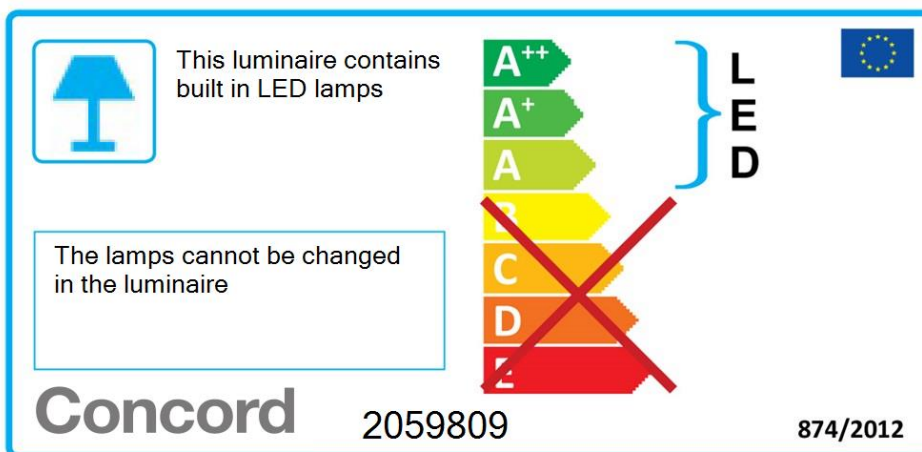 This luminaire contains
built in LED lamps
The lamps cannot be changed
in the luminaire
A++
A+
A
B
C
D
E
L
E
D
Concord
2059809
874/2012